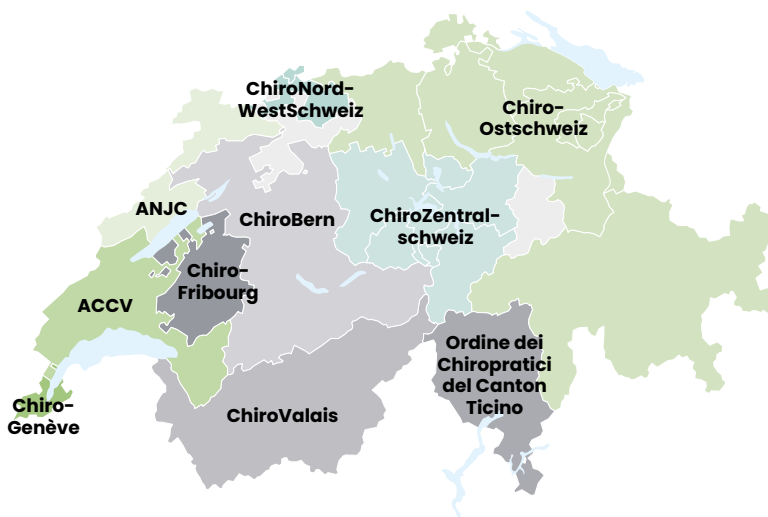 ChiroNord-
WestSchweiz
Chiro-
Ostschweiz
ANJC
ChiroBern
ChiroZentral-
schweiz
Chiro-
Fribourg
ACCV
Ordine dei
Chiropratici
del Canton
Ticino
Chiro-
Genève
ChiroValais